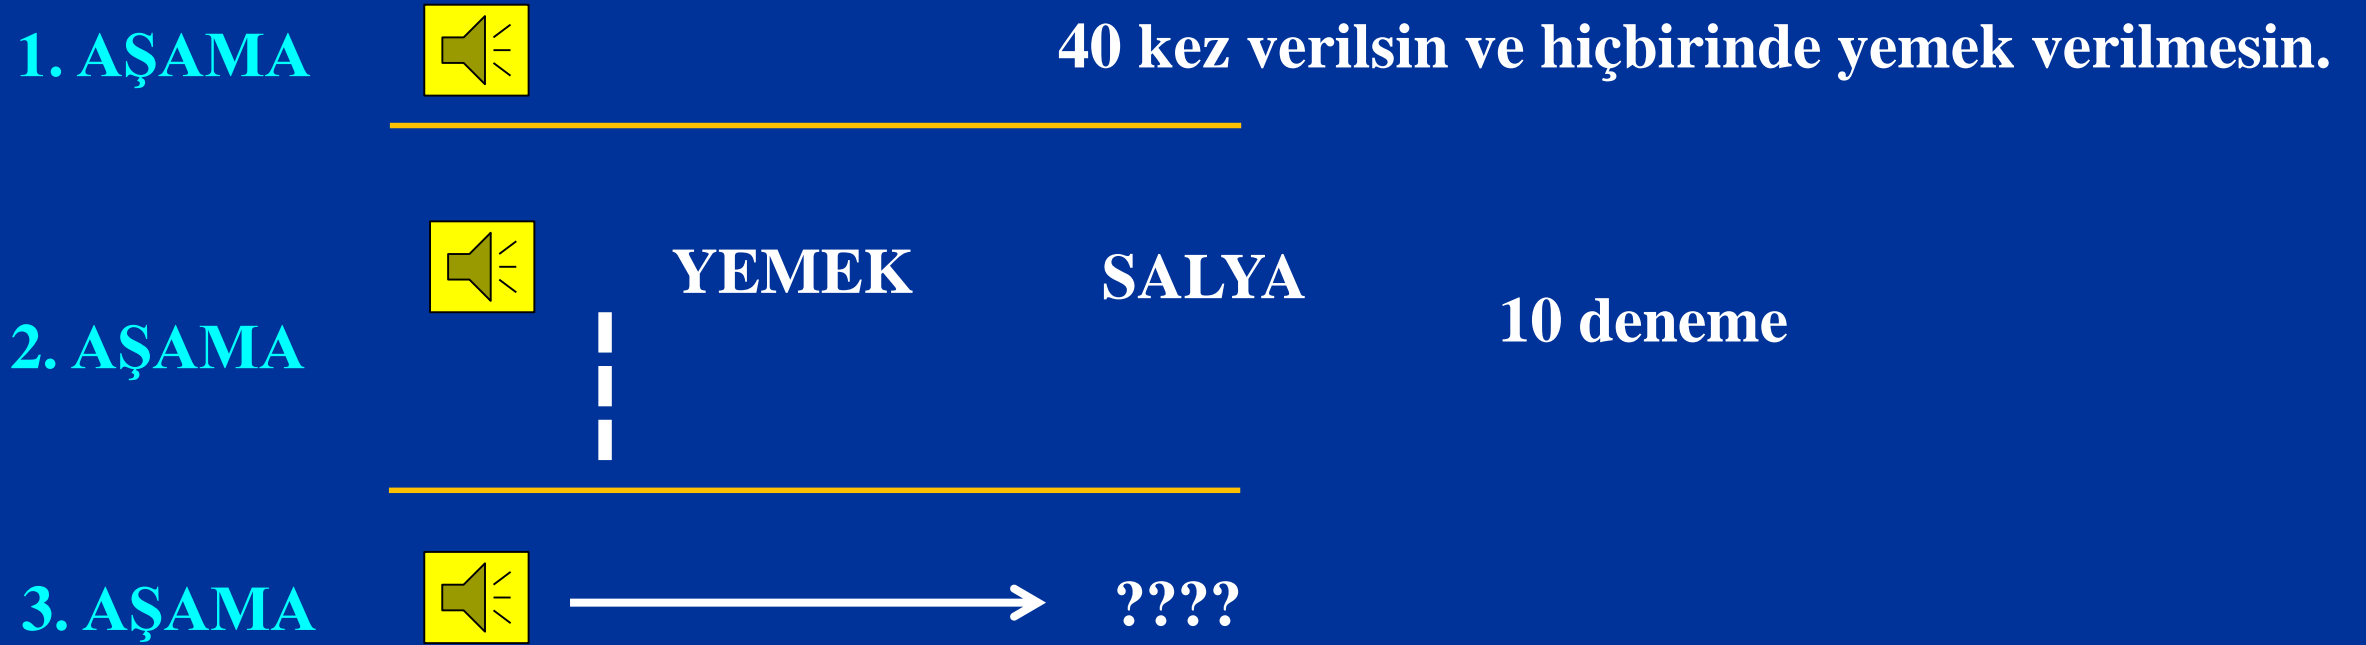 1. AŞAMA
40 kez verilsin ve hiçbirinde yemek verilmesin.
2. AŞAMA
YEMEK
SALYA
10 deneme
3. AŞAMA
????